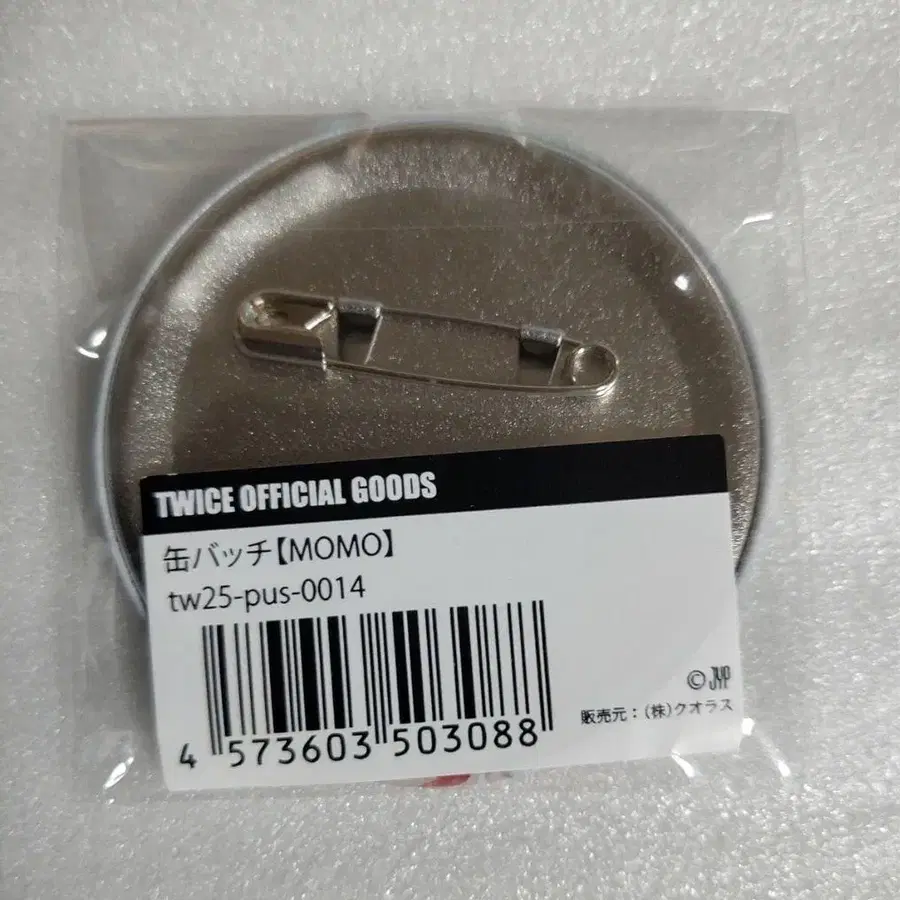 TWICE OFFICIAL GOODS
缶バッチ【MOMO】
tw25-pus-0014
© JYP
販売元：(株)クオラス
4 573603 503088